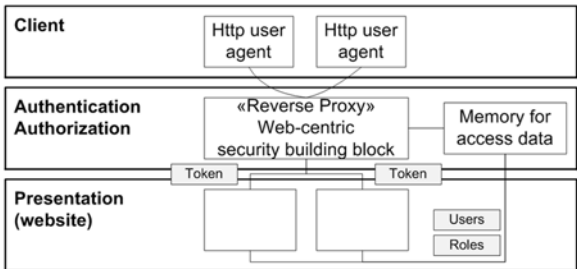 Client
Http user
agent
Http user
agent
Authentication
Authorization
«Reverse Proxy»
Web-centric
security building block
Memory for
access data
Token
Token
Presentation
(website)
Users
Roles